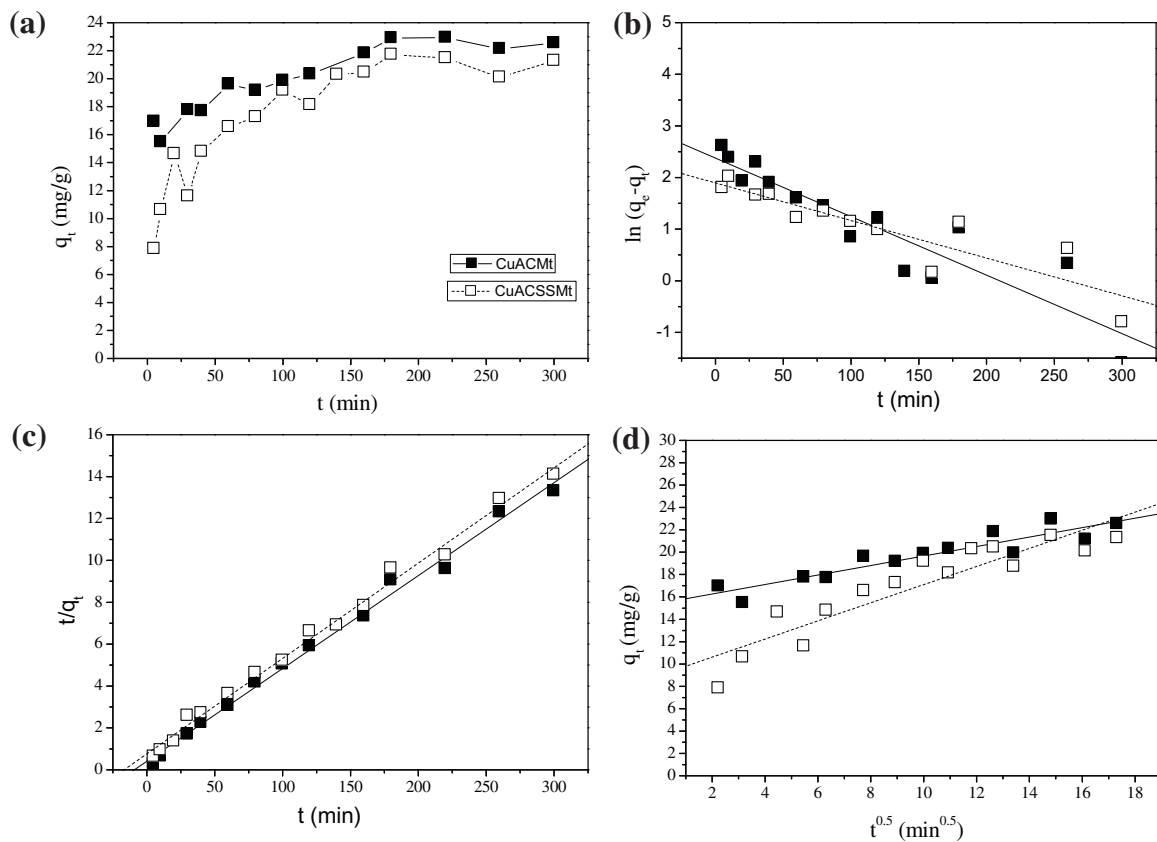 (a)
24
22
20
18
16
14
12
10
8
6
4
2
0
q_t (mg/g)
CuACMt
CuACSSMt
0 50 100 150 200 250 300
t (min)
(b)
5
4
3
2
1
0
-1
ln (q_e-q_t)
0 50 100 150 200 250 300
t (min)
(c)
16
14
12
10
8
6
4
2
0
t/q_t
0 50 100 150 200 250 300
t (min)
(d)
30
28
26
24
22
20
18
16
14
12
10
8
6
4
2
0
q_t (mg/g)
2 4 6 8 10 12 14 16 18
t^0.5 (min^0.5)